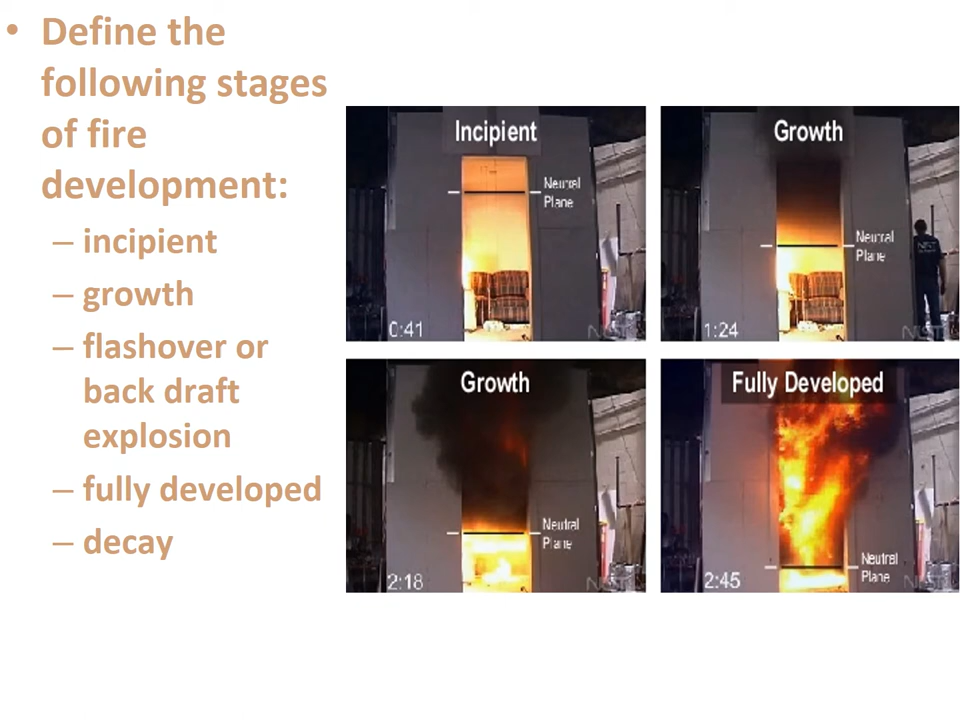 • Define the
following stages
of fire
development:
– incipient
– growth
– flashover or
back draft
explosion
– fully developed
– decay
Incipient
Neutral
Plane
0:41
Growth
Neutral
Plane
NIST
1:24
Growth
Neutral
Plane
2:18
Fully Developed
Neutral
Plane
2:45